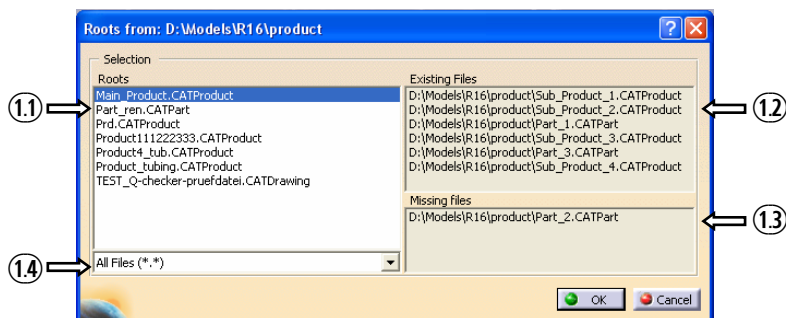 Roots from: D:\Models\R16\product
Selection
Roots
Main_Product.CATProduct
Part_ren.CATPart
Prd.CATProduct
Product111222333.CATProduct
Product4_tub.CATProduct
Product_tubing.CATProduct
TEST_Q-checker-pruefdatei.CATDrawing
All Files (*.*)
Existing Files
D:\Models\R16\product\Sub_Product_1.CATProduct
D:\Models\R16\product\Sub_Product_2.CATProduct
D:\Models\R16\product\Part_1.CATPart
D:\Models\R16\product\Sub_Product_3.CATProduct
D:\Models\R16\product\Part_3.CATPart
D:\Models\R16\product\Sub_Product_4.CATProduct
Missing files
D:\Models\R16\product\Part_2.CATPart
OK
Cancel
1.1
1.2
1.3
1.4